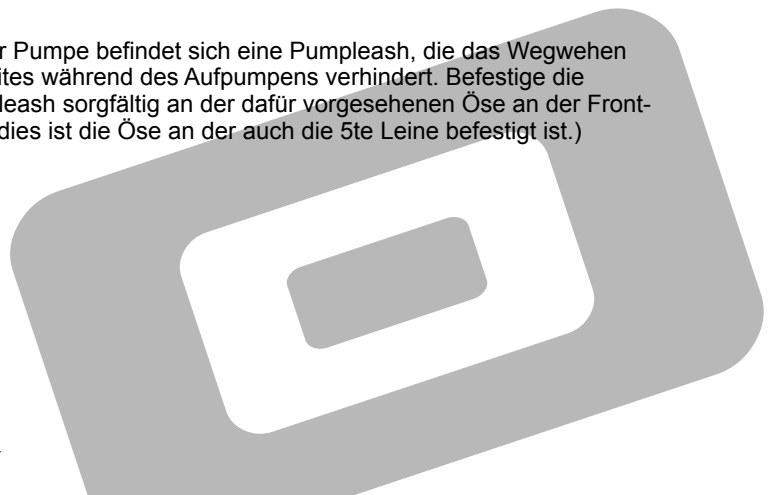 r Pumpe befindet sich eine Pumpleash, die das Wegwehen
ites während des Aufpumpens verhindert. Befestige die
leash sorgfältig an der dafür vorgesehenen Öse an der Front-
dies ist die Öse an der auch die 5te Leine befestigt ist.)